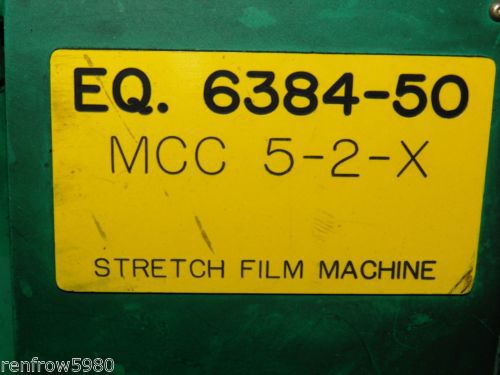 EQ. 6384-50
MCC 5-2-X
STRETCH FILM MACHINE
renfrow5980